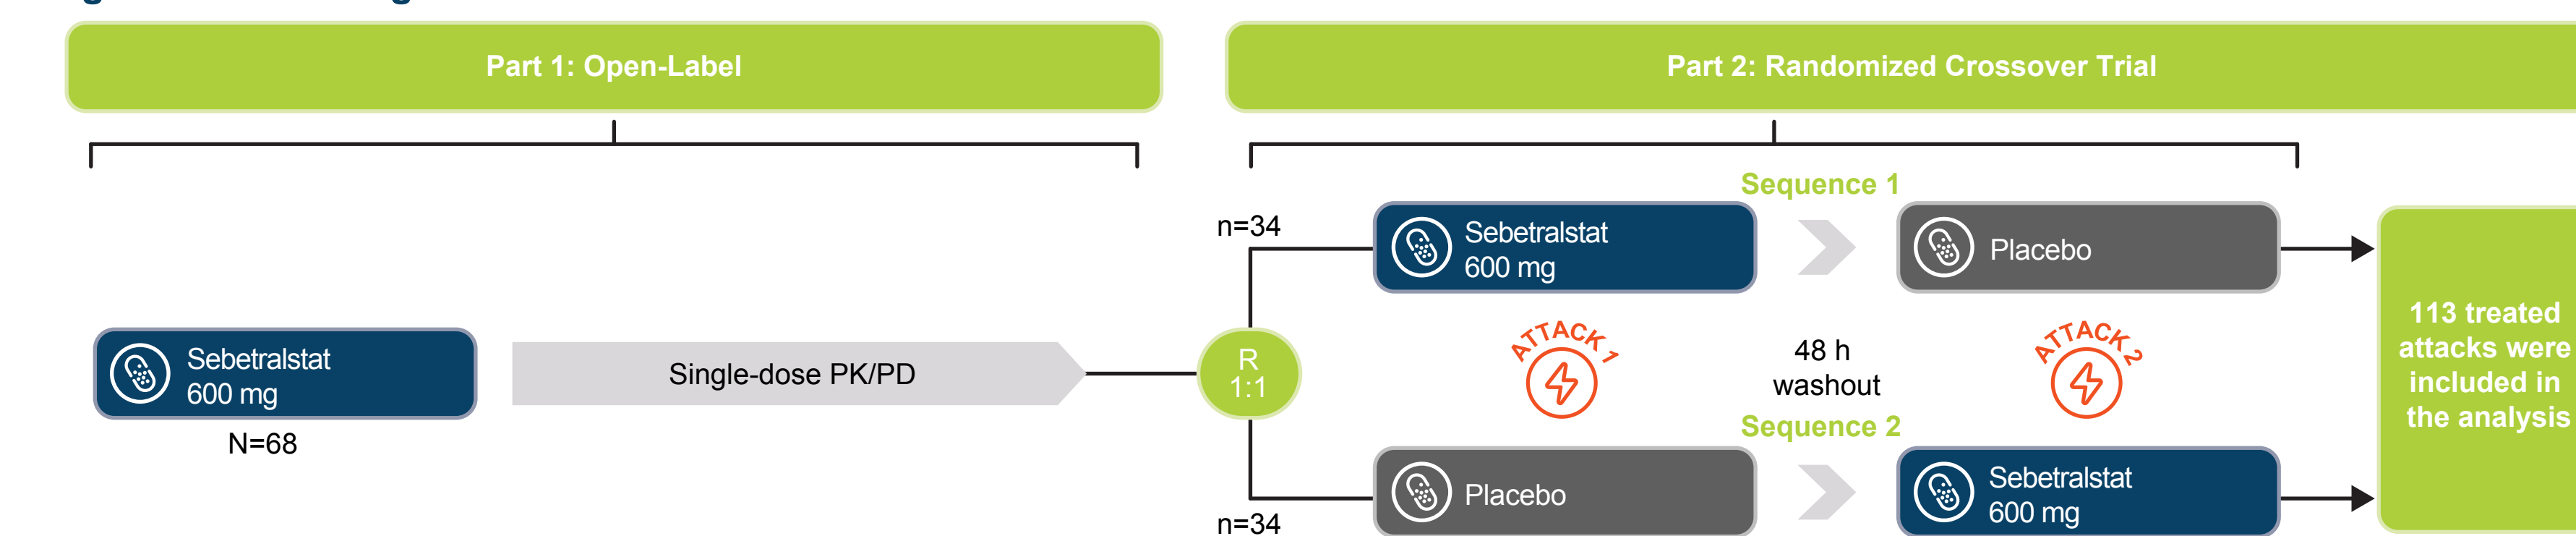 Part 1: Open-Label
Part 2: Randomized Crossover Trial
Sebetralstat
600 mg
N=68
Single-dose PK/PD
R
1:1
n=34
n=34
Sequence 1
Sebetralstat
600 mg
Placebo
ATTACK 1
48 h
washout
ATTACK 2
Sequence 2
Placebo
Sebetralstat
600 mg
113 treated
attacks were
included in
the analysis